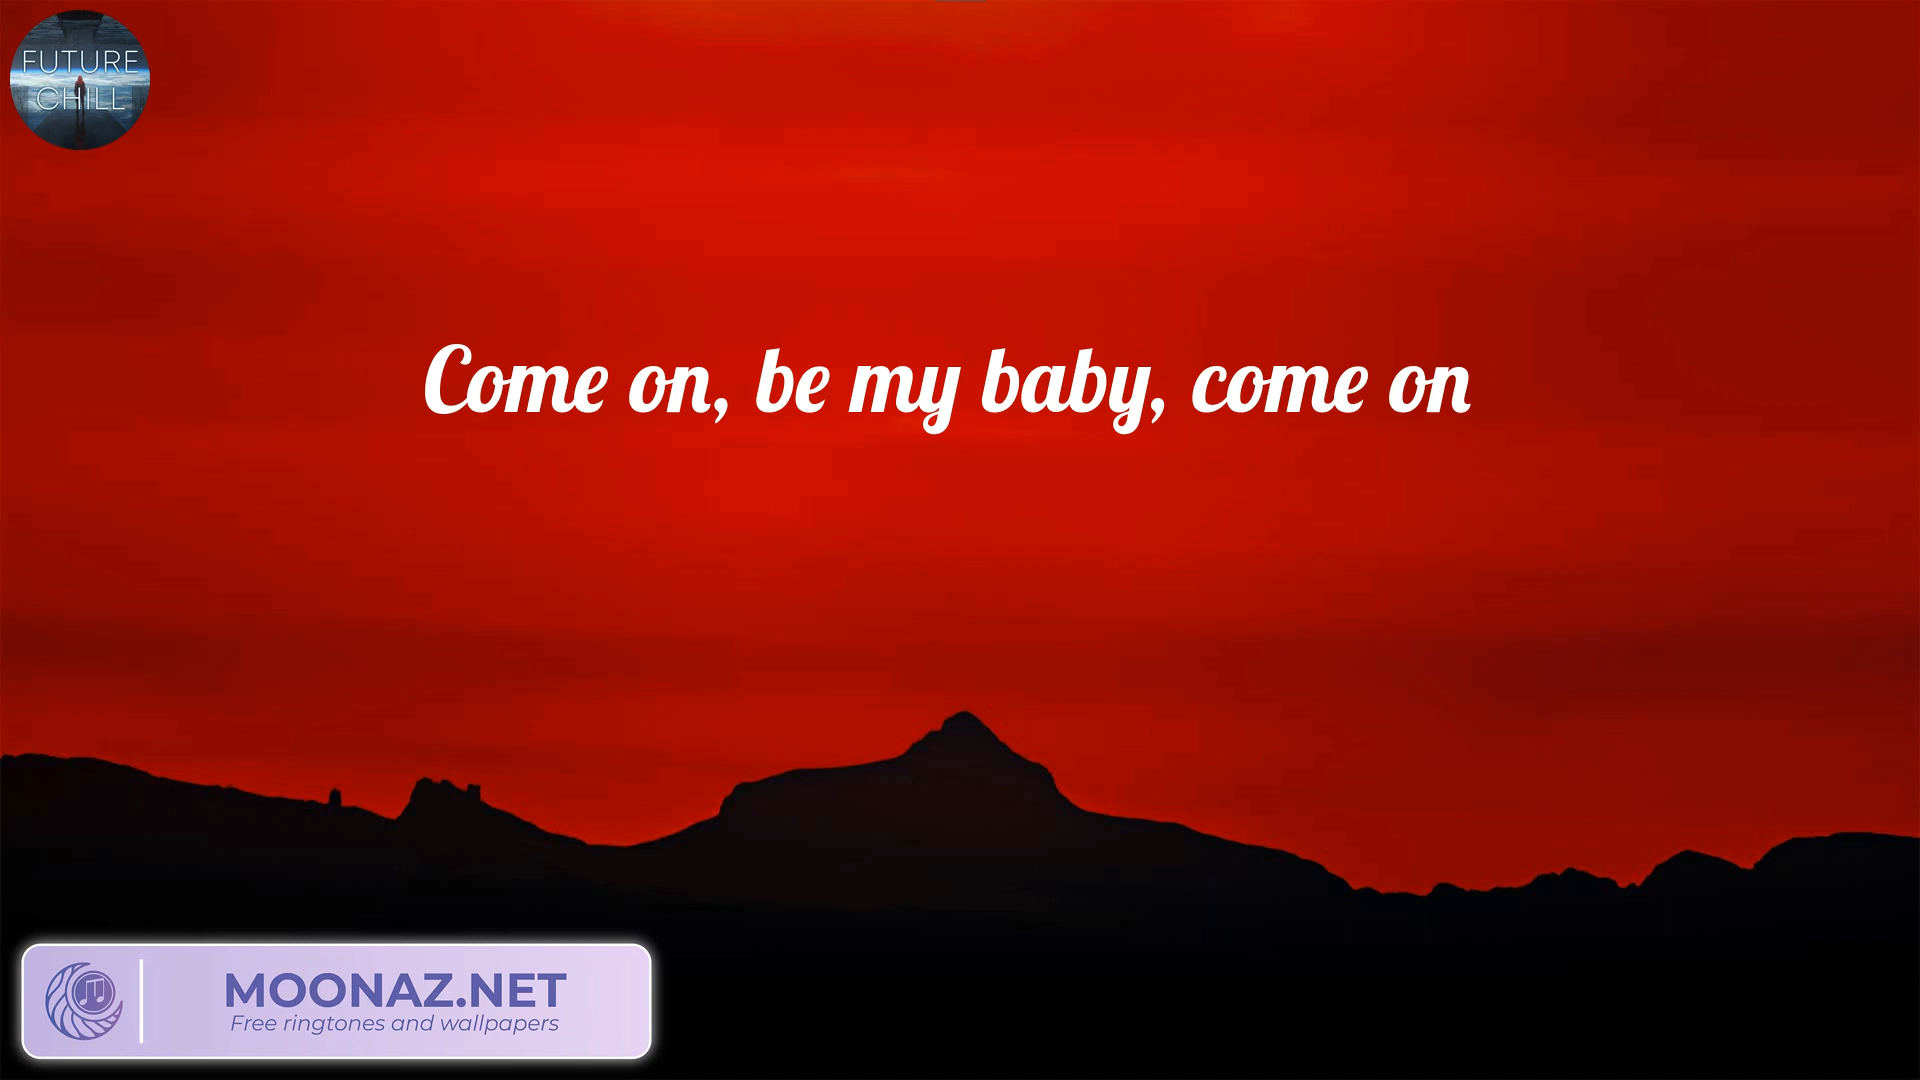 FUTURE
CHILL
Come on, be my baby, come on
MOONAZ.NET
Free ringtones and wallpapers